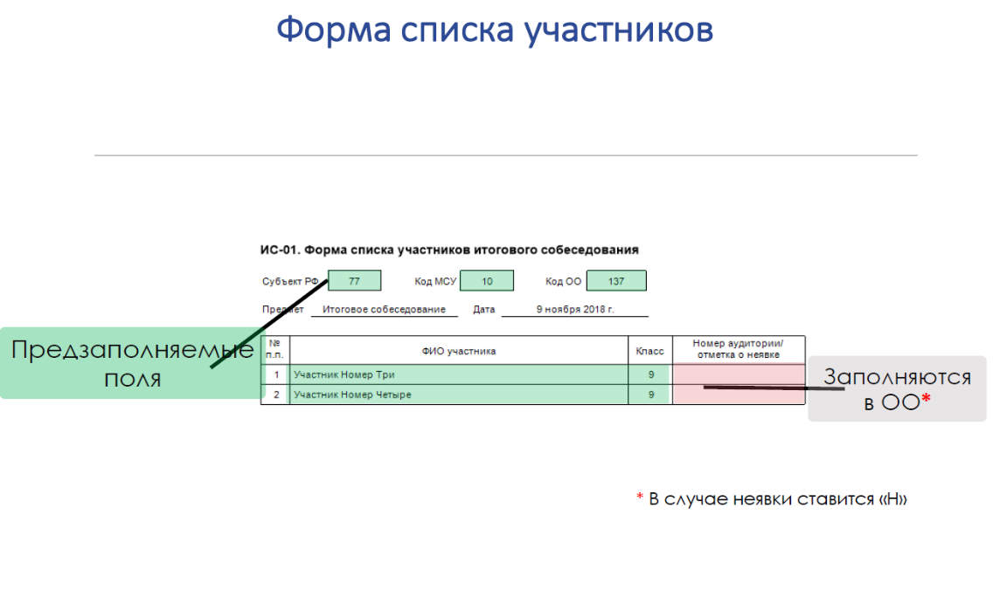 Форма списка участников
ИС-01. Форма списка участников итогового собеседования
Субъект РФ 77 Код МСУ 10 Код ОО 137
Предмет Итоговое собеседование Дата 9 ноября 2018 г.
Предзаполняемые
поля
№
п.п. ФИО участника Класс Номер аудитории/
отметка о неявке
1 Участник Номер Три 9
2 Участник Номер Четыре 9
Заполняются
в ОО*
* В случае неявки ставится «Н»